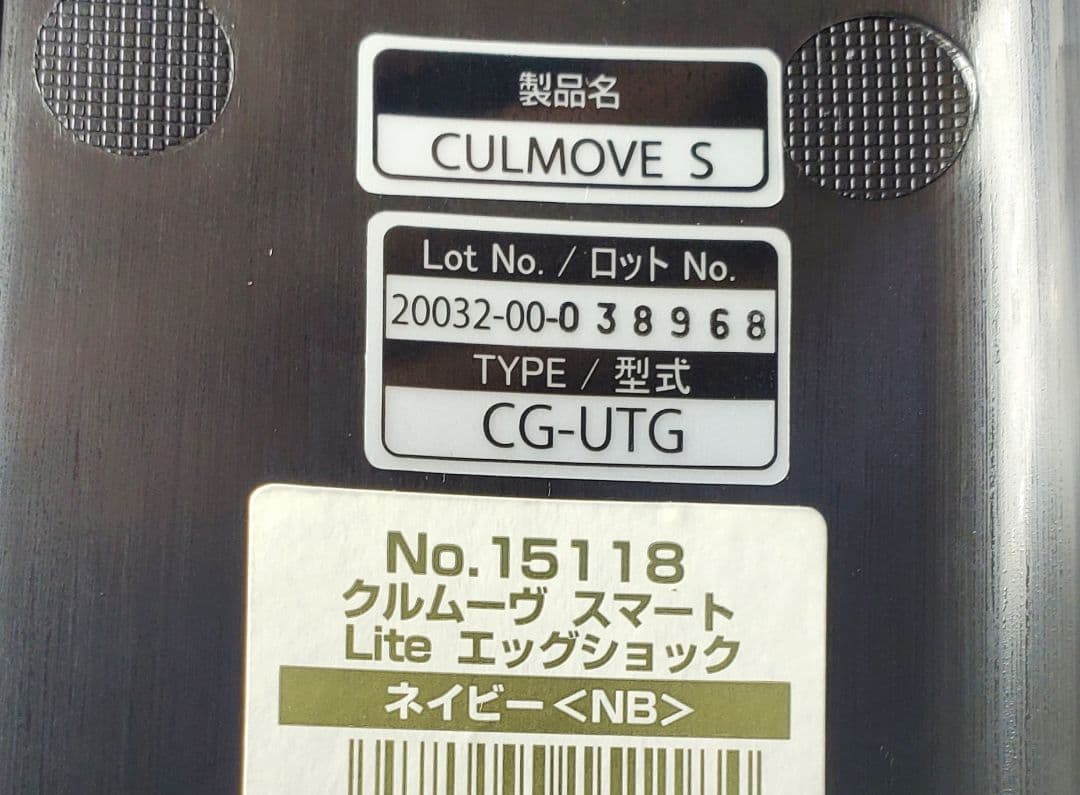 製品名
CULMOVE S
Lot No. / ロット No.
20032-00-038968
TYPE / 型式
CG-UTG
No.15118
クルムーヴ スマート
Lite エッグショック
ネイビー<NB>